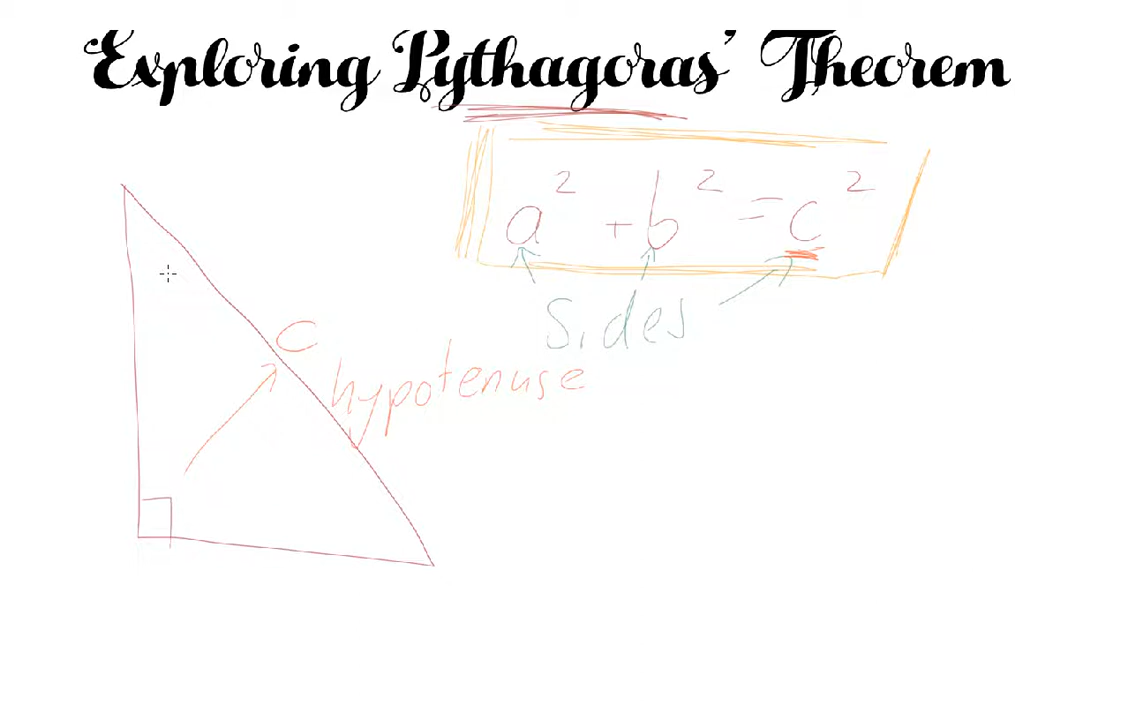 Exploring Pythagoras' Theorem
a² + b² = c²
Sides
c
hypotenuse